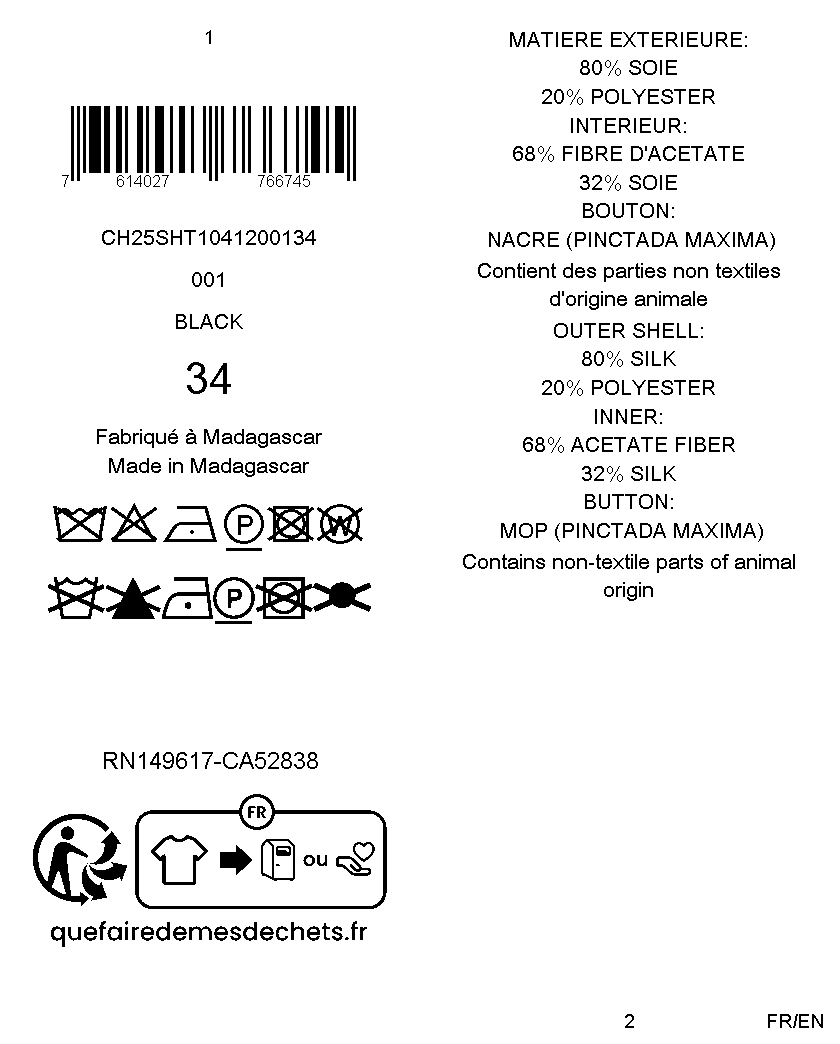 1
7 614027 766745
CH25SHT1041200134
001
BLACK
34
Fabriqué à Madagascar
Made in Madagascar
P W
P
RN149617-CA52838
FR
ou
quefairedemesdechets.fr
MATIERE EXTERIEURE:
80% SOIE
20% POLYESTER
INTERIEUR:
68% FIBRE D'ACETATE
32% SOIE
BOUTON:
NACRE (PINCTADA MAXIMA)
Contient des parties non textiles
d'origine animale
OUTER SHELL:
80% SILK
20% POLYESTER
INNER:
68% ACETATE FIBER
32% SILK
BUTTON:
MOP (PINCTADA MAXIMA)
Contains non-textile parts of animal
origin
2
FR/EN